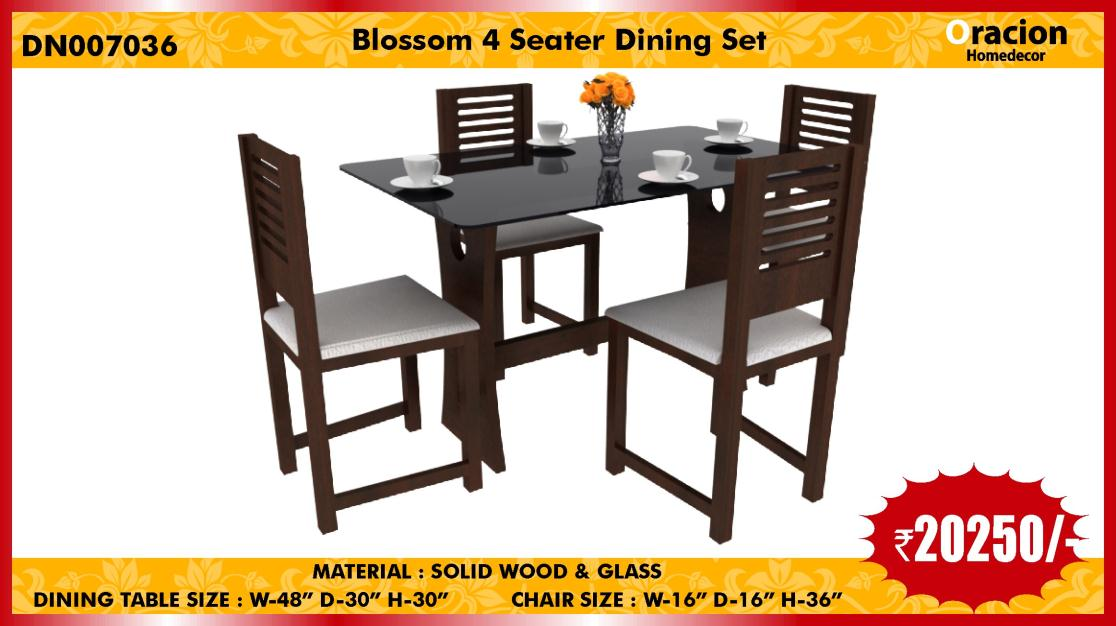 DN007036
Blossom 4 Seater Dining Set
Oracion
Homedecor
₹20250/-
MATERIAL : SOLID WOOD & GLASS
DINING TABLE SIZE : W-48” D-30” H-30” CHAIR SIZE : W-16” D-16” H-36”